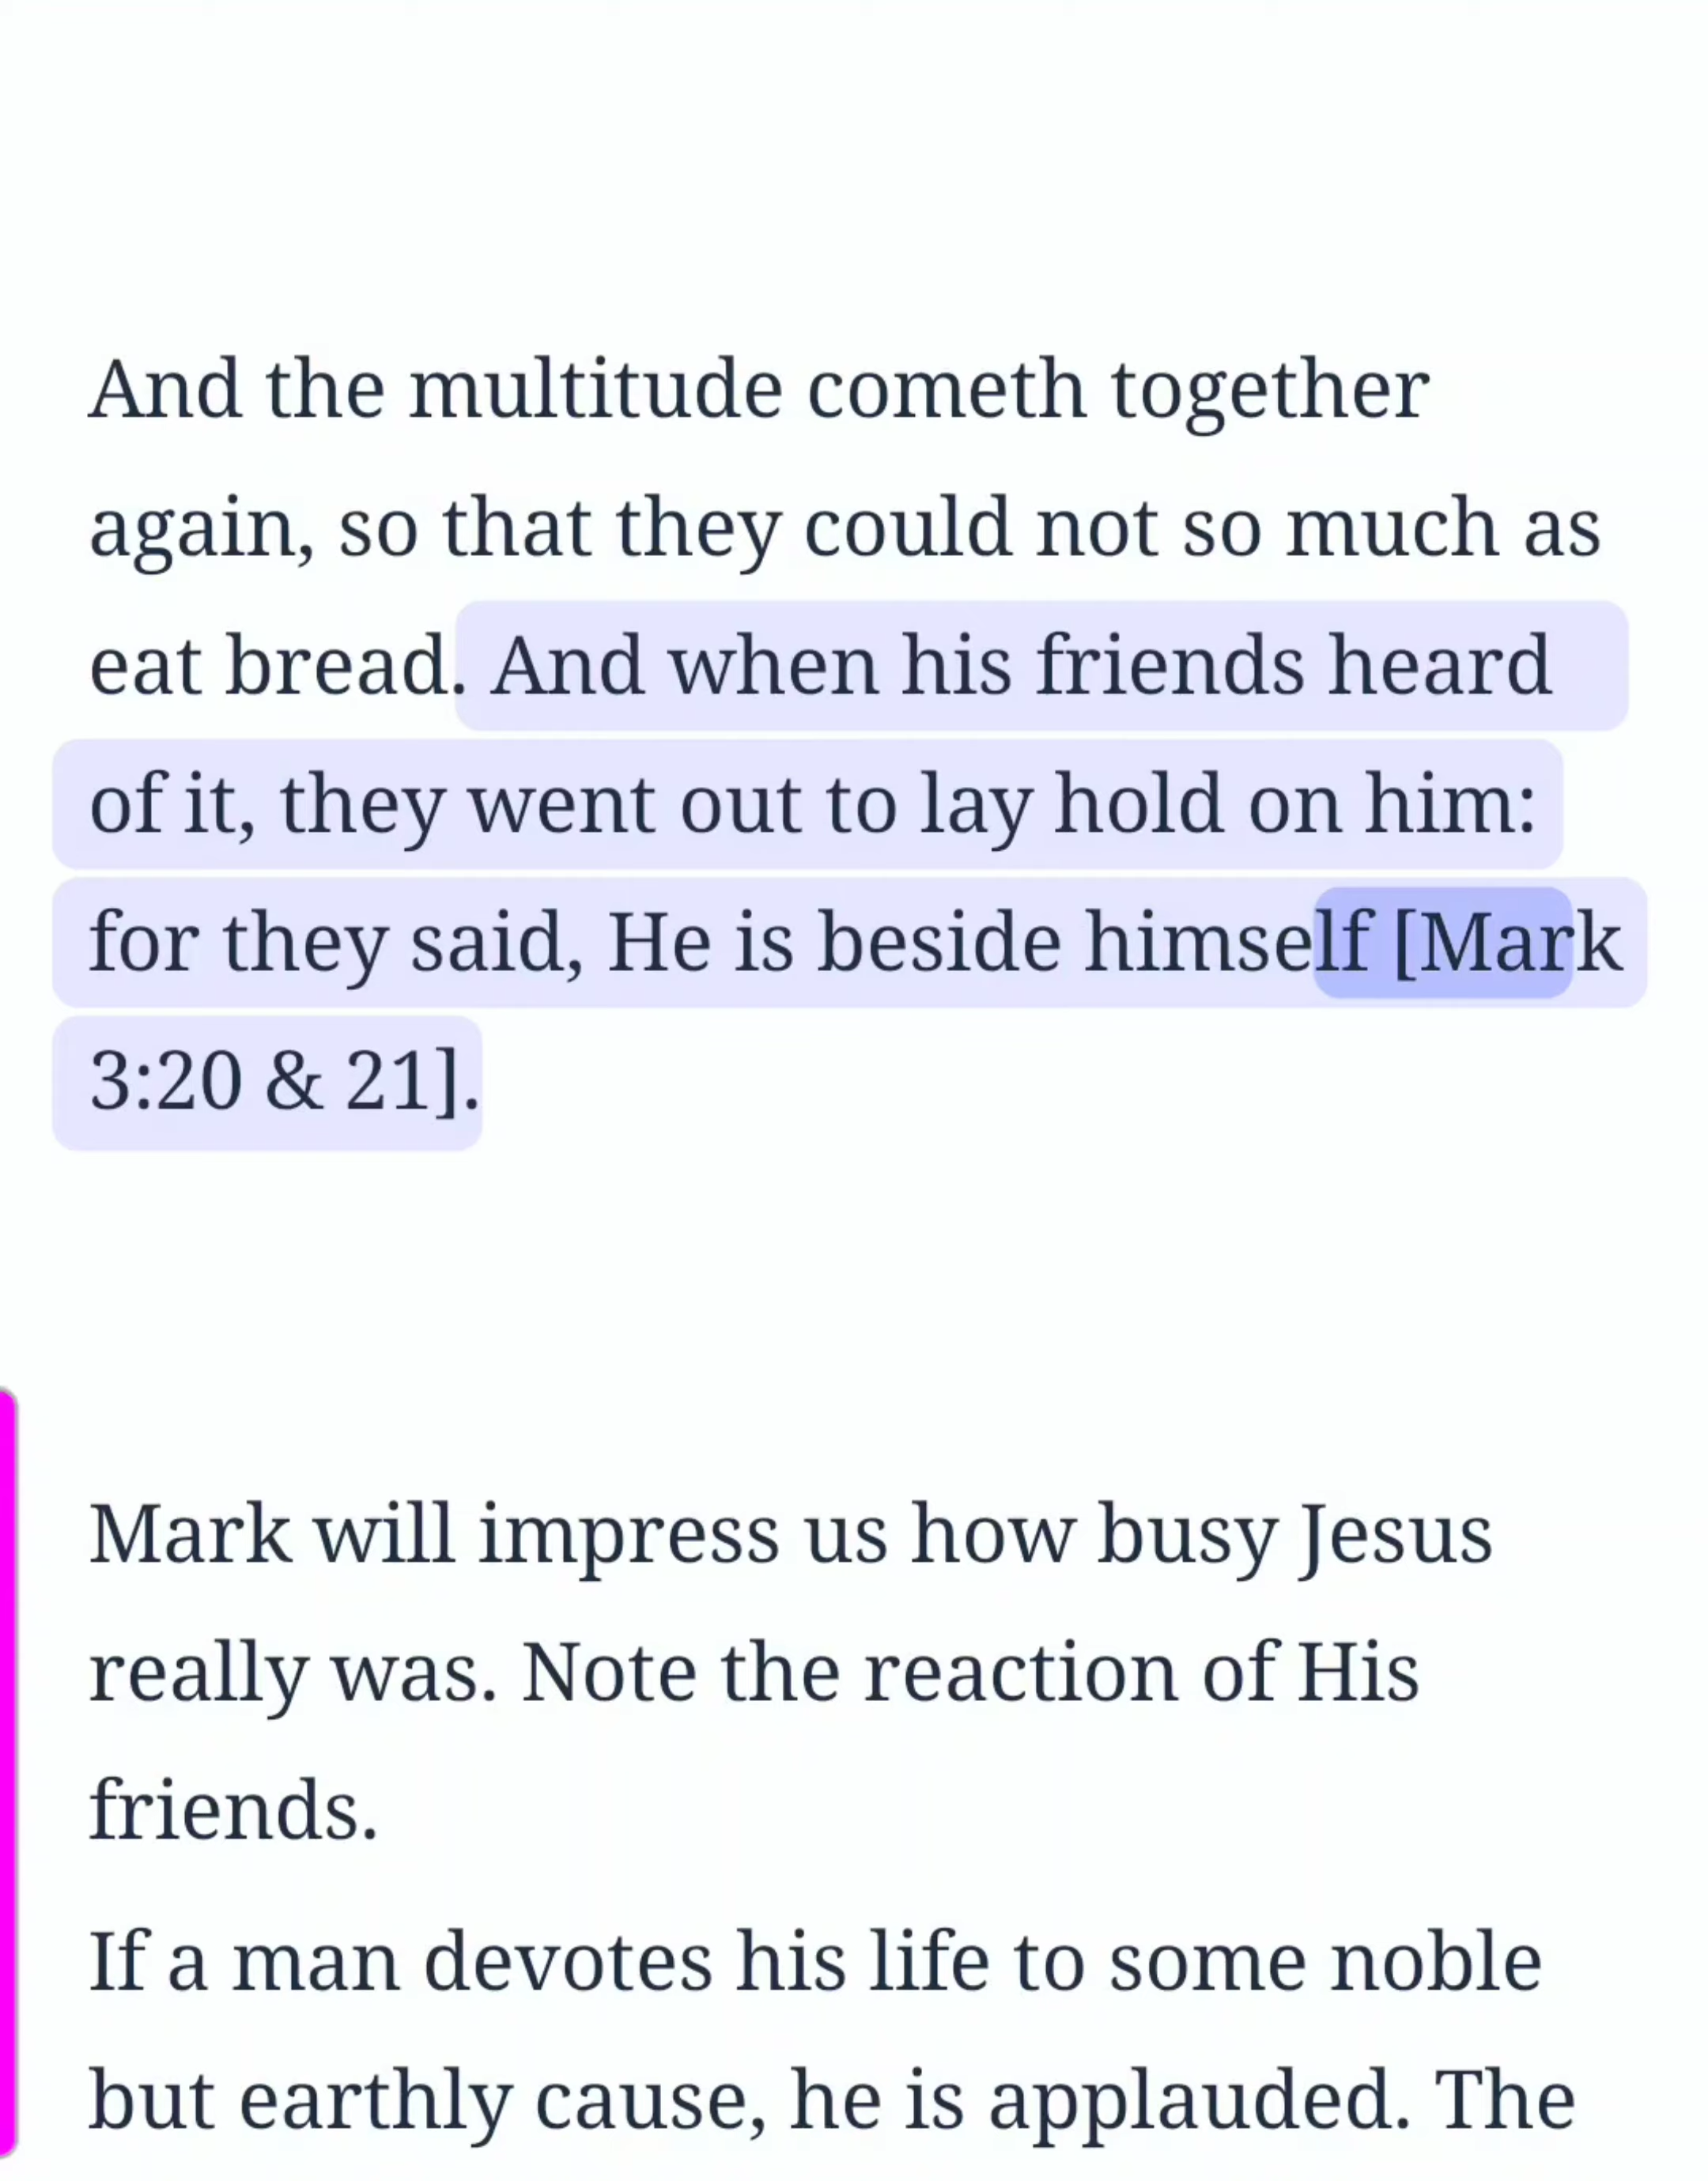 And the multitude cometh together
again, so that they could not so much as
eat bread. And when his friends heard
of it, they went out to lay hold on him:
for they said, He is beside himself [Mark
3:20 & 21].
Mark will impress us how busy Jesus
really was. Note the reaction of His
friends.
If a man devotes his life to some noble
but earthly cause, he is applauded. The